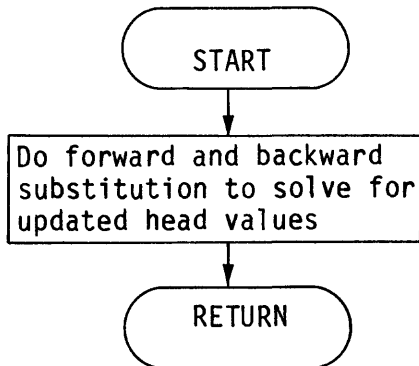 START
Do forward and backward
substitution to solve for
updated head values
RETURN